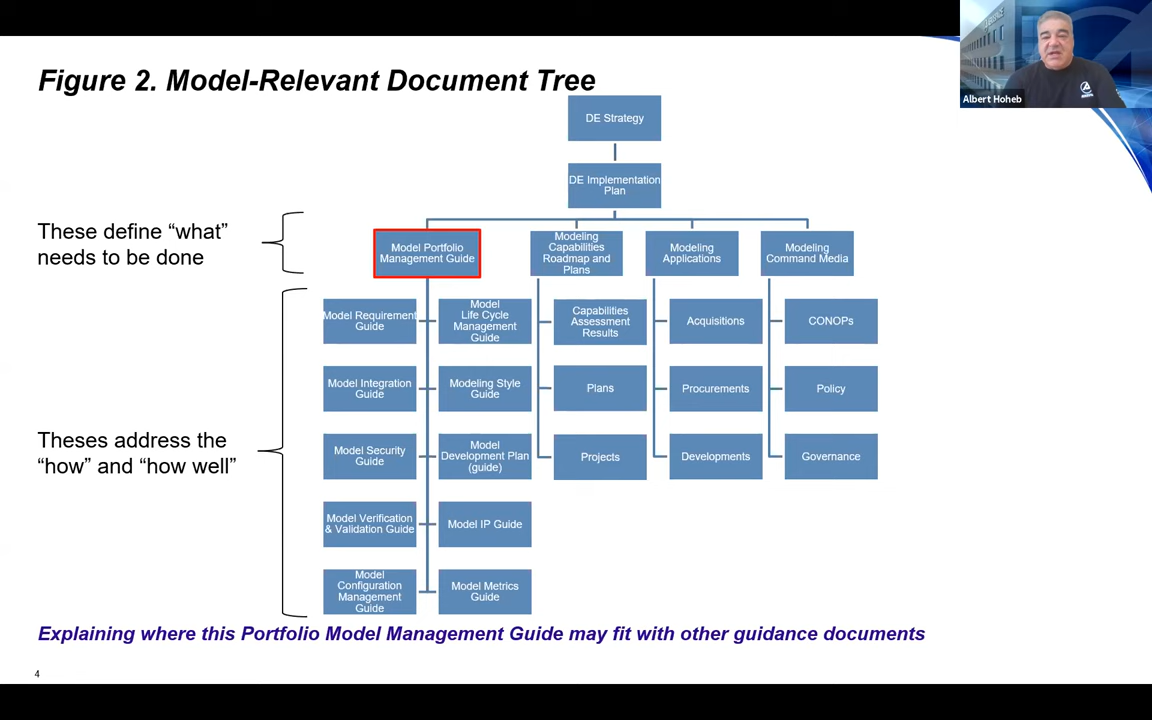 Figure 2. Model-Relevant Document Tree
Albert Hoheb
DE Strategy
DE Implementation
Plan
These define “what”
needs to be done
Model Portfolio
Management Guide
Modeling
Capabilities
Roadmap and
Plans
Modeling
Applications
Modeling
Command Media
Model Requirement
Guide
Model
Life Cycle
Management
Guide
Capabilities
Assessment
Results
Acquisitions
CONOPs
Model Integration
Guide
Modeling Style
Guide
Plans
Procurements
Policy
Theses address the
“how” and “how well”
Model Security
Guide
Model
Development Plan
(guide)
Projects
Developments
Governance
Model Verification
& Validation Guide
Model IP Guide
Model
Configuration
Management
Guide
Model Metrics
Guide
Explaining where this Portfolio Model Management Guide may fit with other guidance documents
4